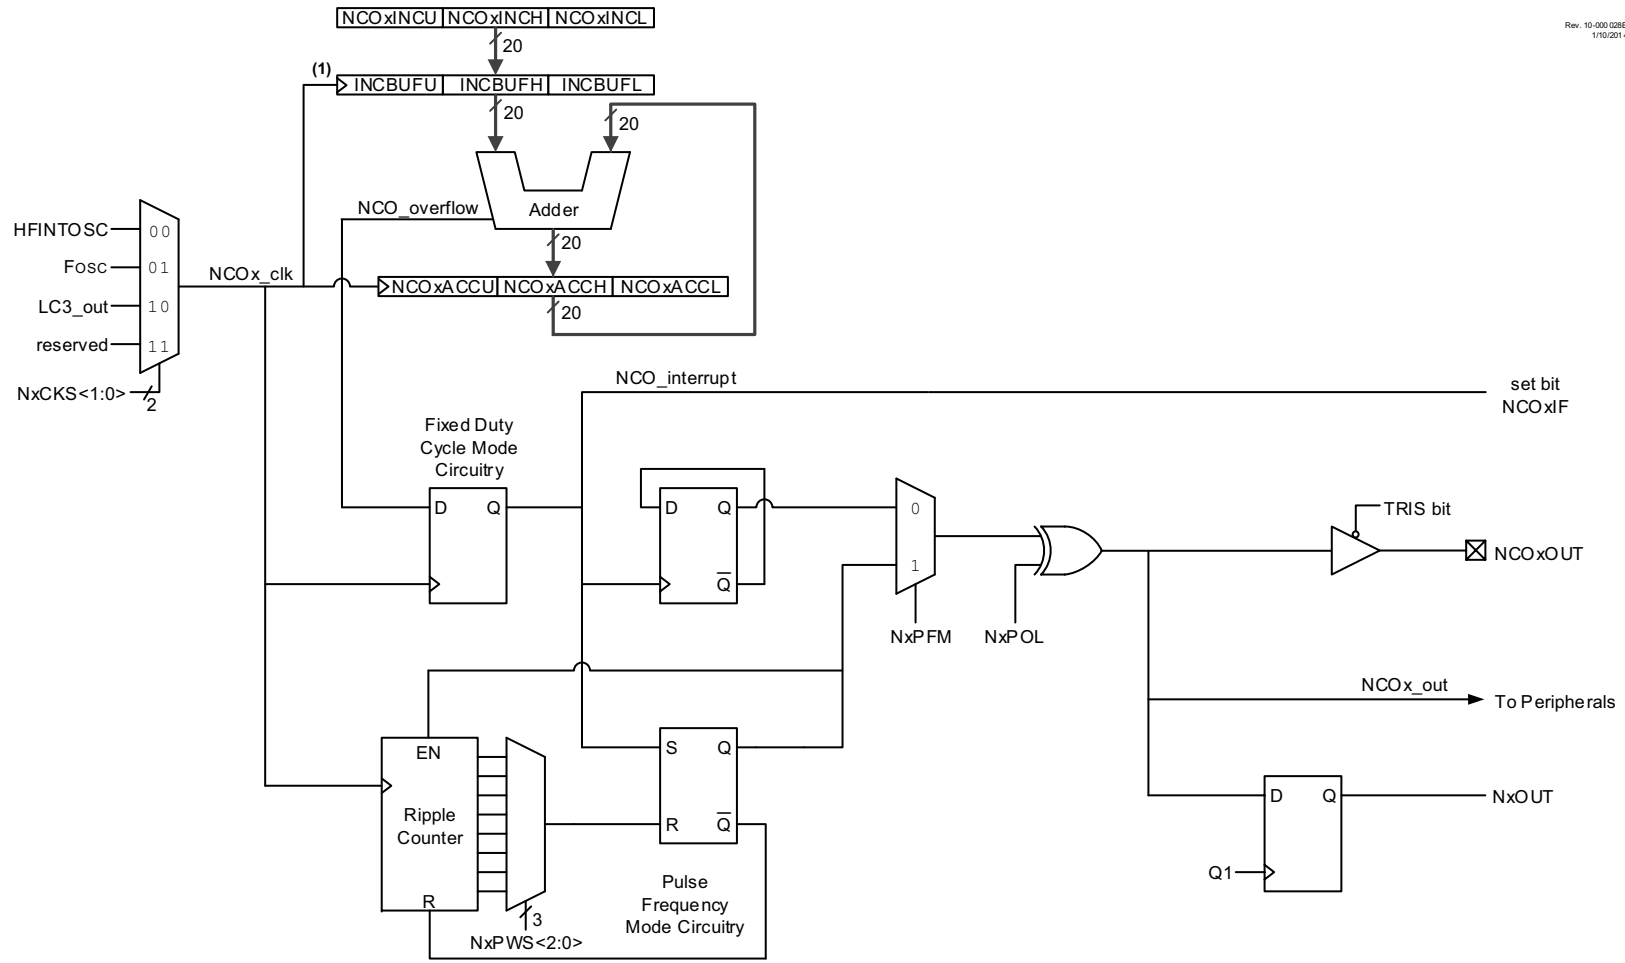 Rev. 10-000028
1/10/201
NCOxINCU NCOxINCH NCOxINCL
20
(1)
INCBUFU INCBUFH INCBUFL
20
20
Adder
NCO_overflow
20
HFINTOSC 00
Fosc 01
LC3_out 10
reserved 11
NxCKS<1:0>
2
NCOx_clk
NCOxACCU NCOxACCH NCOxACCL
20
NCO_interrupt
set bit
NCOxIF
Fixed Duty
Cycle Mode
Circuitry
D Q
D Q
Q
0
1
NxPFM
NxPOL
TRIS bit
NCOxOUT
NCOx_out
To Peripherals
EN
Ripple
Counter
R
3
NxPWS<2:0>
S Q
R Q
Pulse
Frequency
Mode Circuitry
D Q
NxOUT
Q1